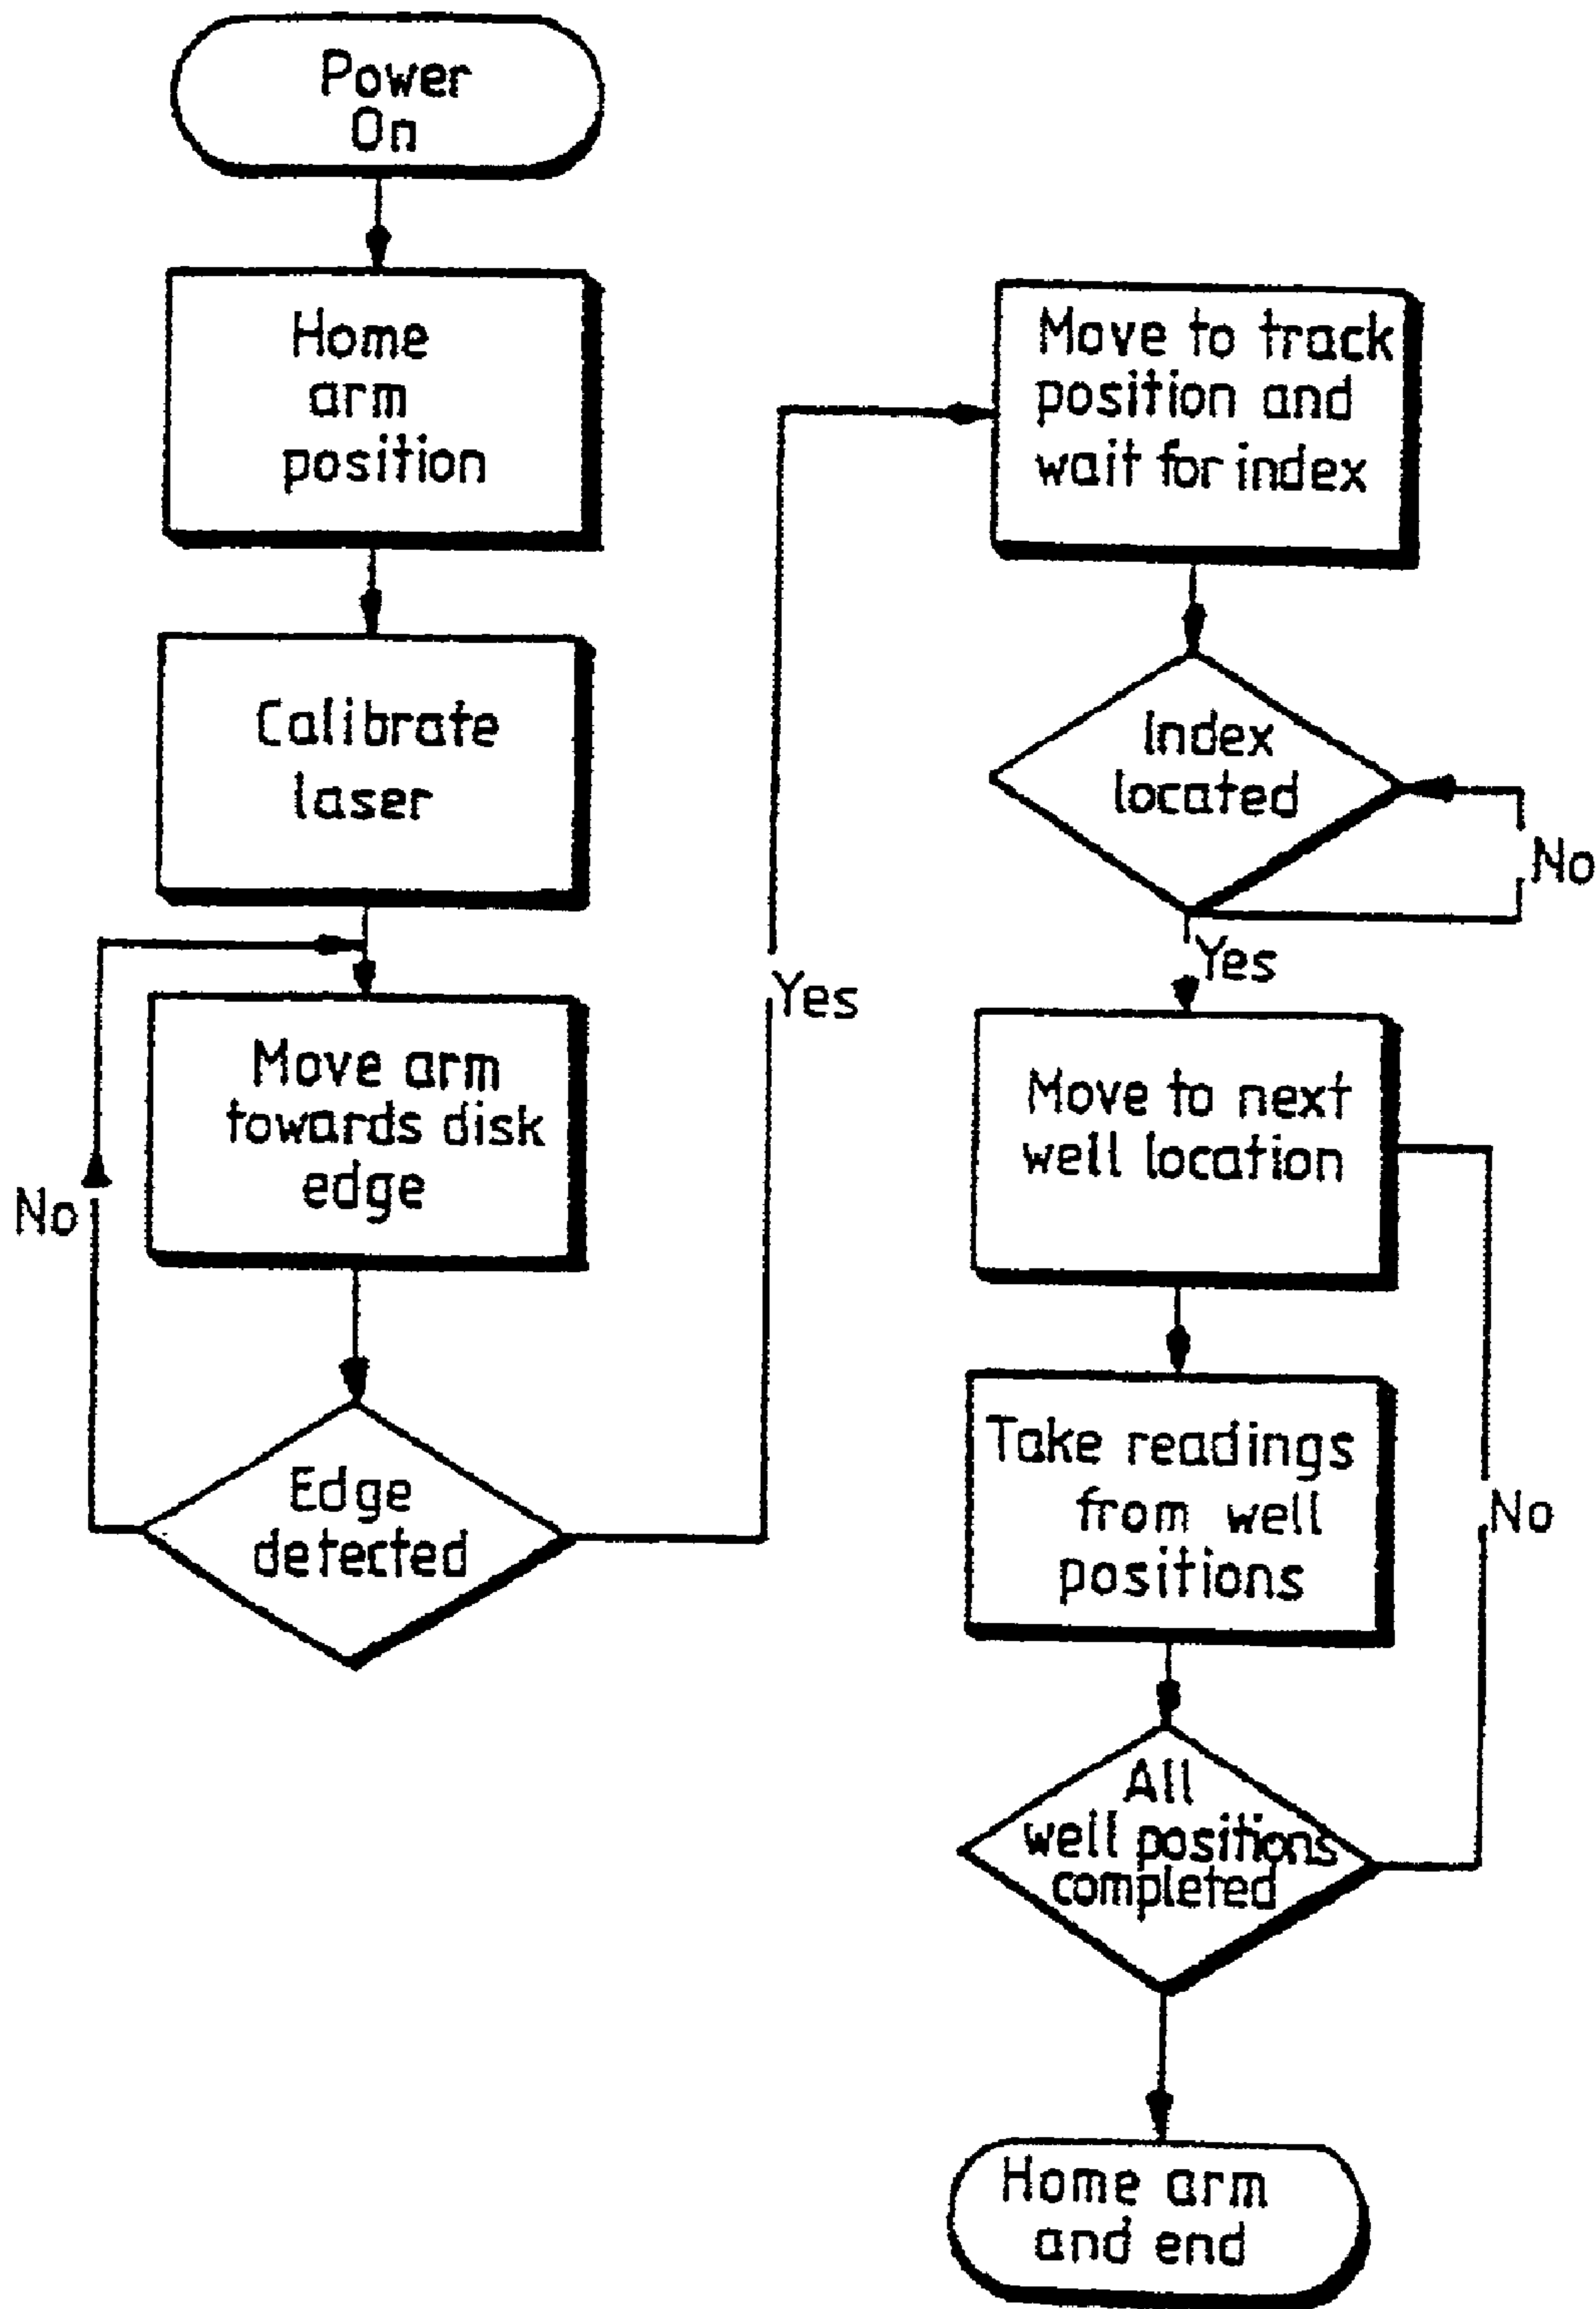 Power
On
Home
arm
position
Calibrate
laser
Move arm
towards disk
edge
No
Edge
detected
Yes
Move to track
position and
wait for index
Index
located
No
Yes
Move to next
well location
Take readings
from well
positions
No
All
well positions
completed
Home arm
and end